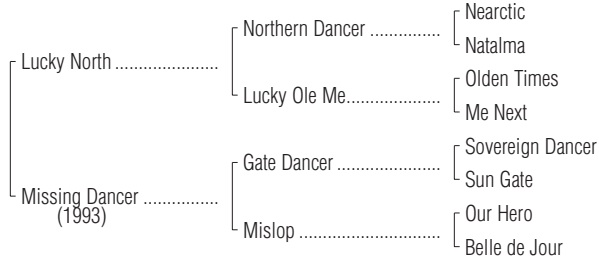 Nearctic
Northern Dancer ....................
Natalma
Lucky North ......................
Olden Times
Lucky Ole Me....................
Me Next
Sovereign Dancer
Gate Dancer ......................
Sun Gate
Missing Dancer ................
(1993)
Our Hero
Mislop ..............................
Belle de Jour